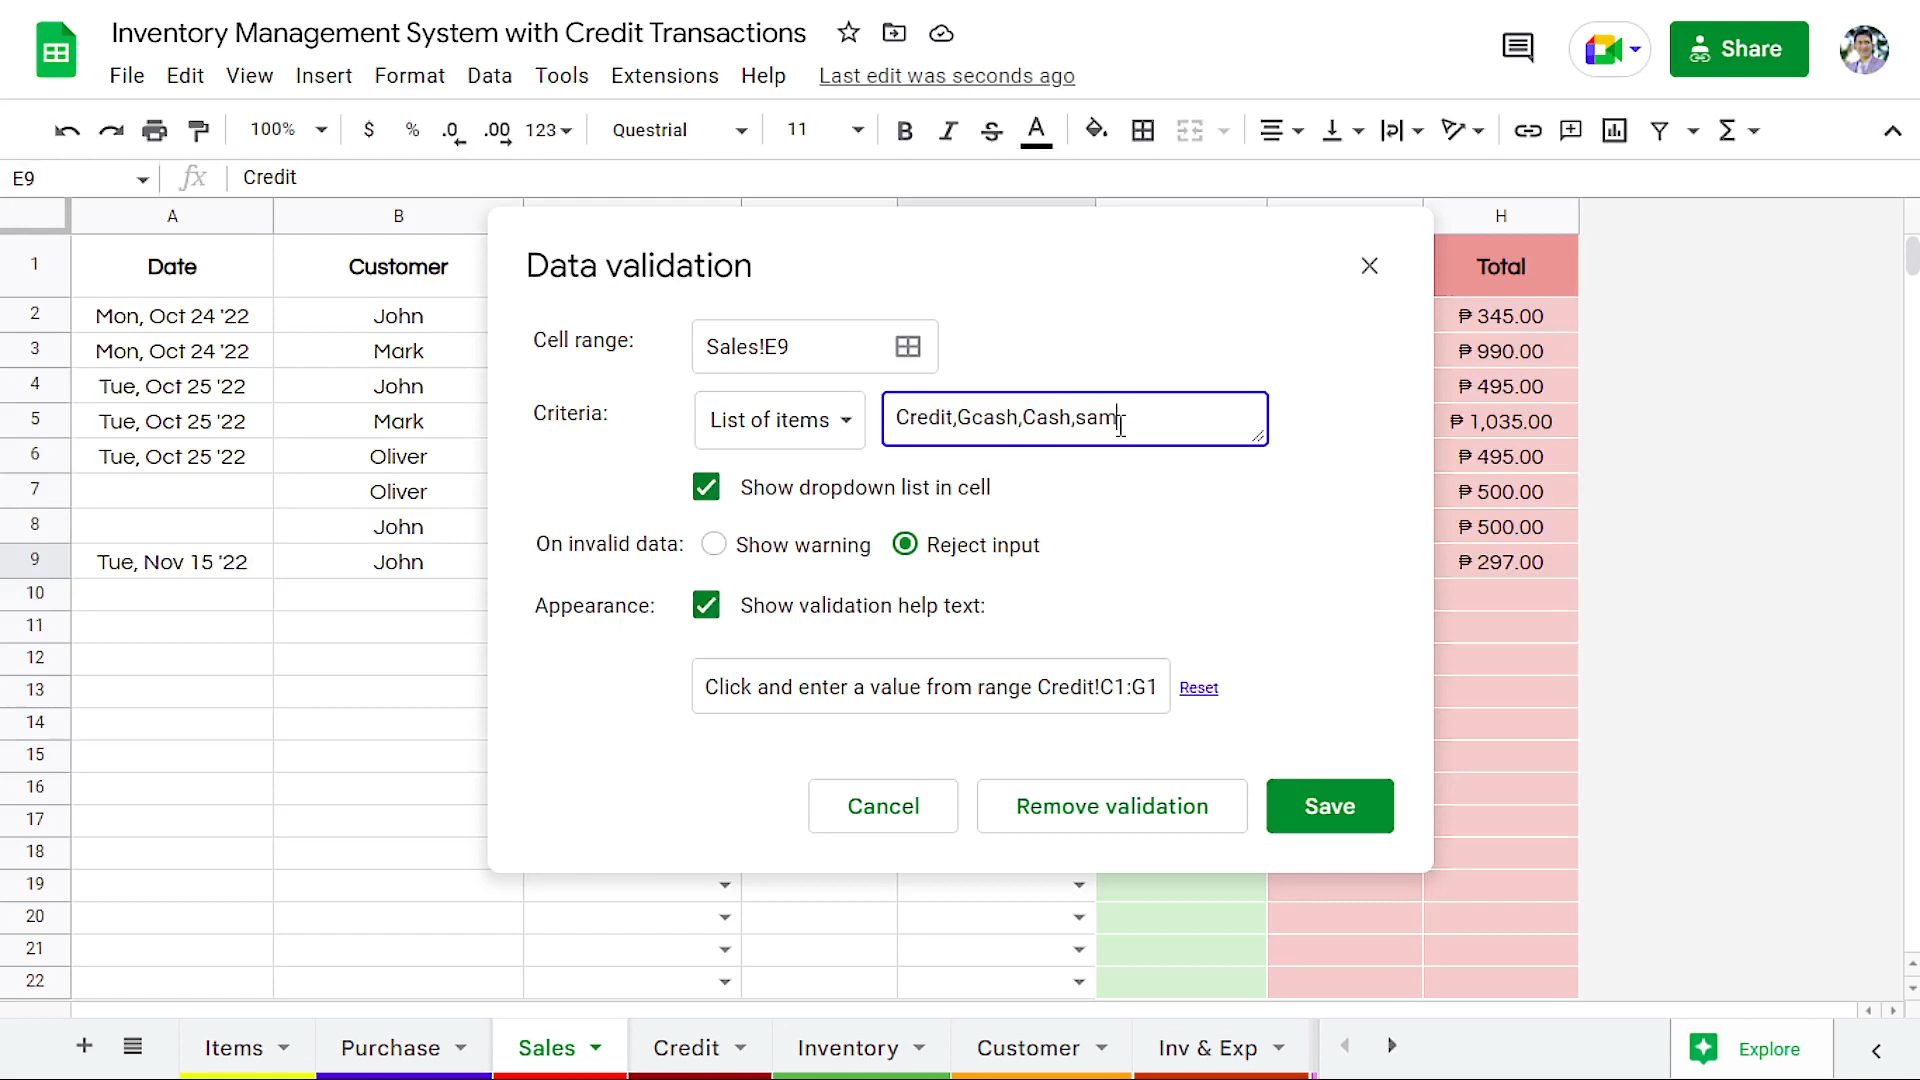 Inventory Management System with Credit Transactions
File Edit View Insert Format Data Tools Extensions Help Last edit was seconds ago
Share
100% $ % .0 .00 123 Questrial 11 B I S A Σ
E9 fx Credit
A B H
1 Date Customer Total
2 Mon, Oct 24 '22 John ₱ 345.00
3 Mon, Oct 24 '22 Mark ₱ 990.00
4 Tue, Oct 25 '22 John ₱ 495.00
5 Tue, Oct 25 '22 Mark ₱ 1,035.00
6 Tue, Oct 25 '22 Oliver ₱ 495.00
7 Oliver ₱ 500.00
8 John ₱ 500.00
9 Tue, Nov 15 '22 John ₱ 297.00
10
11
12
13
14
15
16
17
18
19
20
21
22
Data validation
Cell range: Sales!E9
Criteria: List of items Credit,Gcash,Cash,sam
Show dropdown list in cell
On invalid data: Show warning Reject input
Appearance: Show validation help text:
Click and enter a value from range Credit!C1:G1 Reset
Cancel Remove validation Save
Items Purchase Sales Credit Inventory Customer Inv & Exp Explore